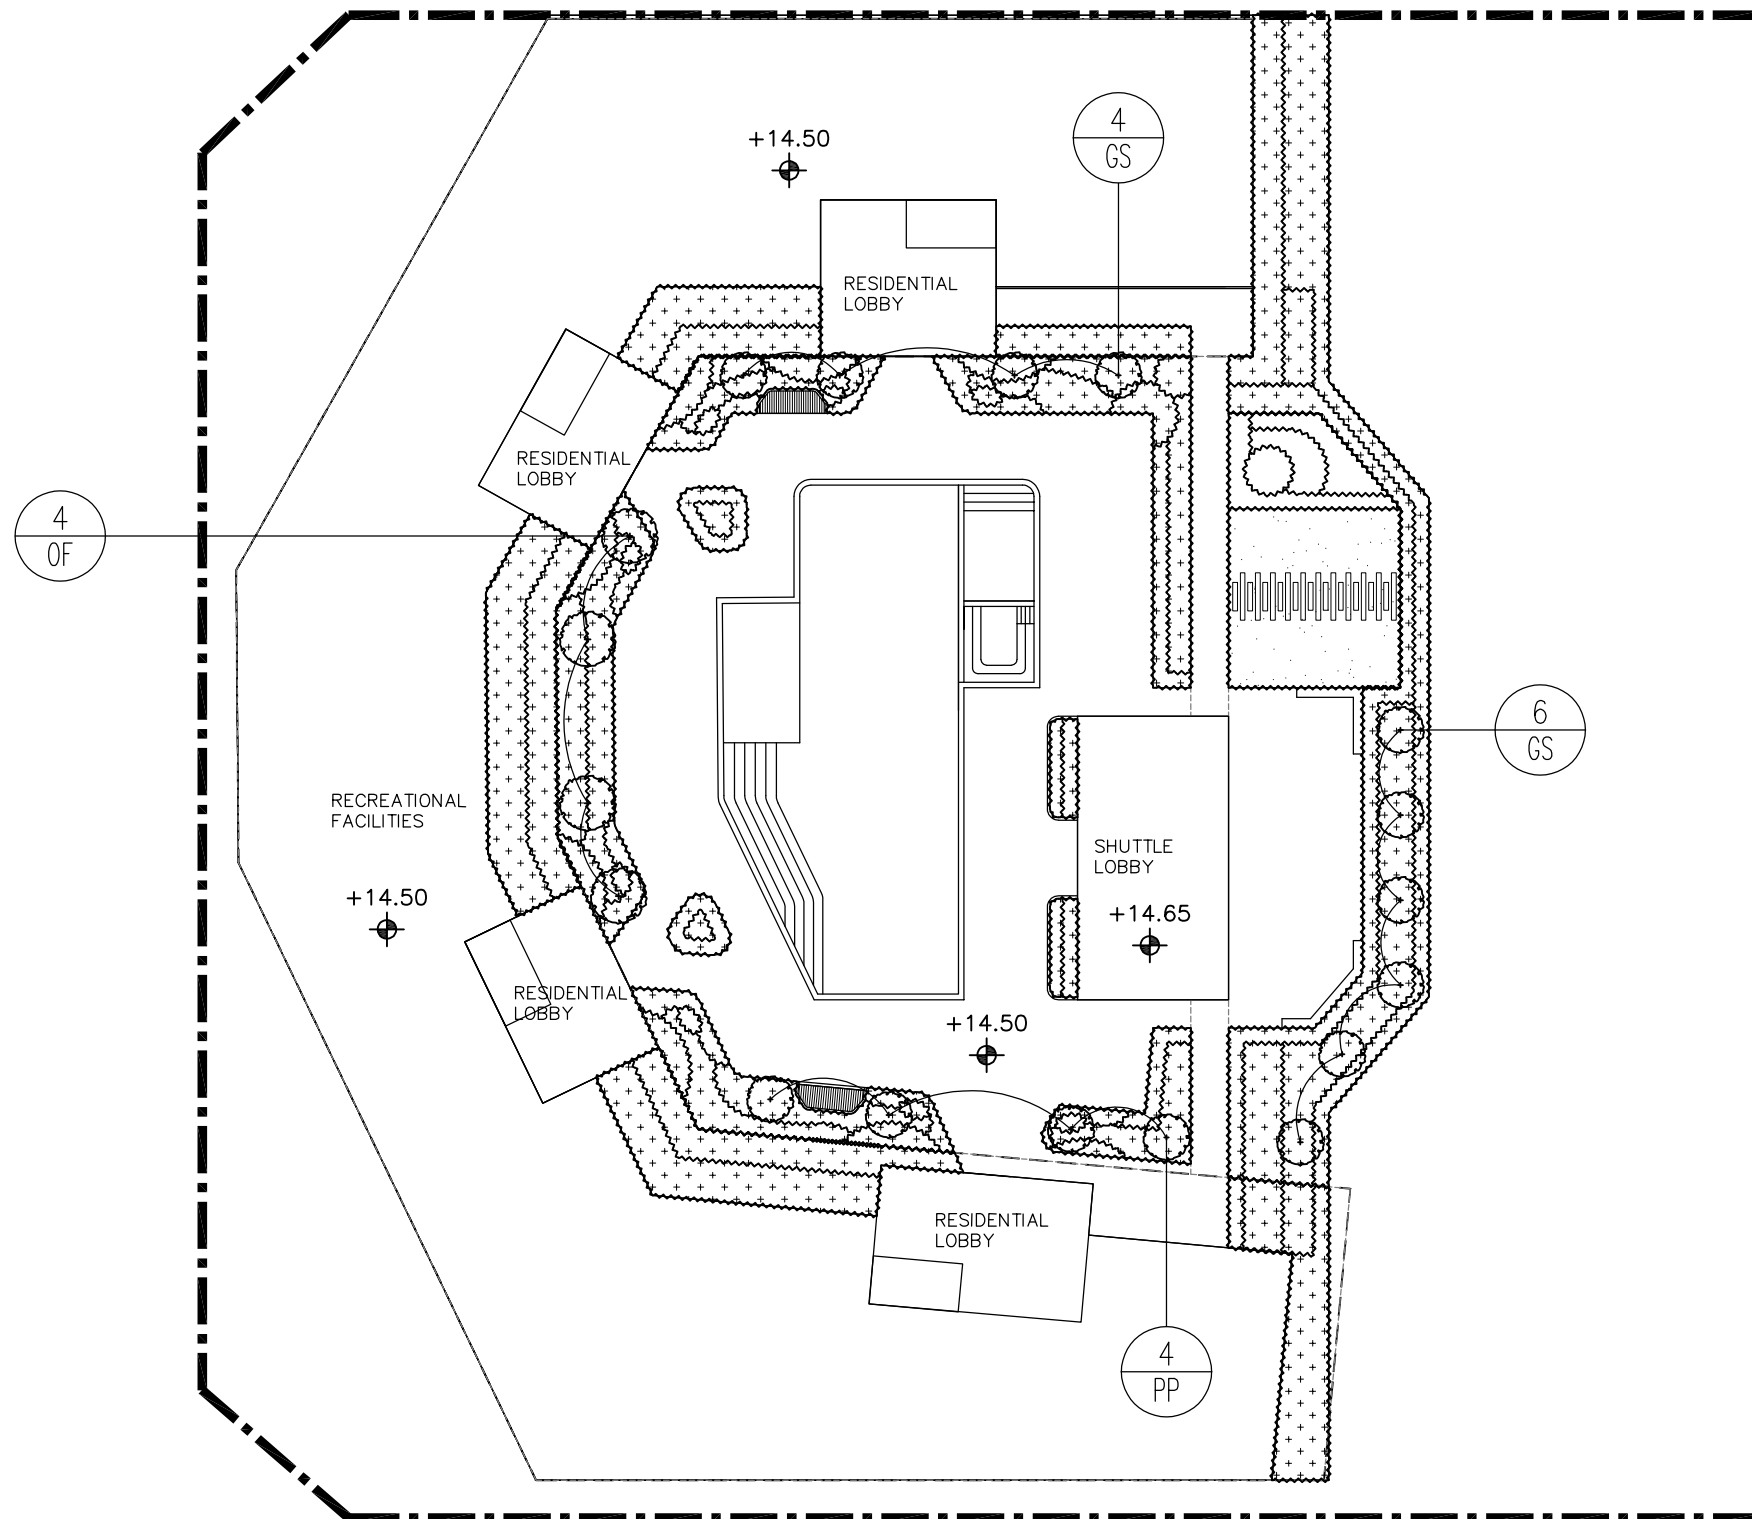 4
GS
+14.50
RESIDENTIAL
LOBBY
RESIDENTIAL
LOBBY
4
OF
6
GS
RECREATIONAL
FACILITIES
SHUTTLE
LOBBY
+14.50
+14.65
RESIDENTIAL
LOBBY
+14.50
RESIDENTIAL
LOBBY
4
PP